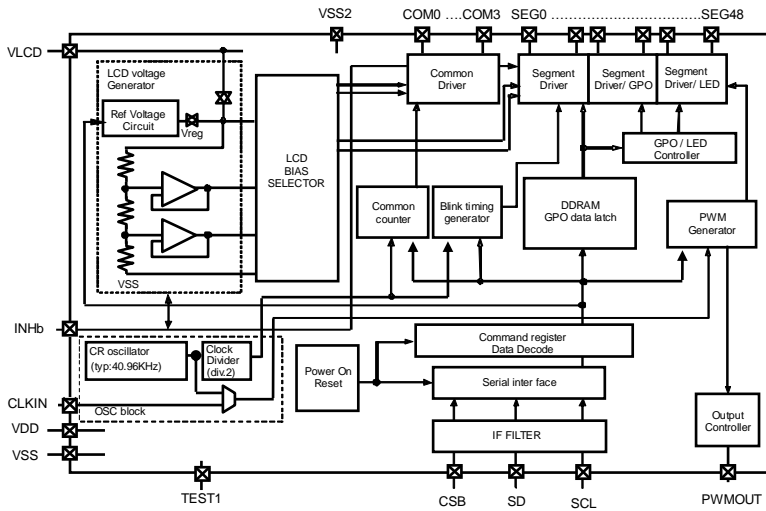 VSS2
COM0 ....COM3
SEG0 ..............................SEG48
VLCD
LCD voltage
Generator
Ref Voltage
Circuit
Vreg
VSS
LCD
BIAS
SELECTOR
Common
Driver
Segment
Driver
Segment
Driver/ GPO
Segment
Driver/ LED
GPO / LED
Controller
Common
counter
Blink timing
generator
DDRAM
GPO data latch
PWM
Generator
INHb
CR oscillator
(typ:40.96KHz)
Clock
Divider
(div.2)
OSC block
Power On
Reset
Command register
Data Decode
Serial inter face
IF FILTER
Output
Controller
CLKIN
VDD
VSS
TEST1
CSB
SD
SCL
PWMOUT